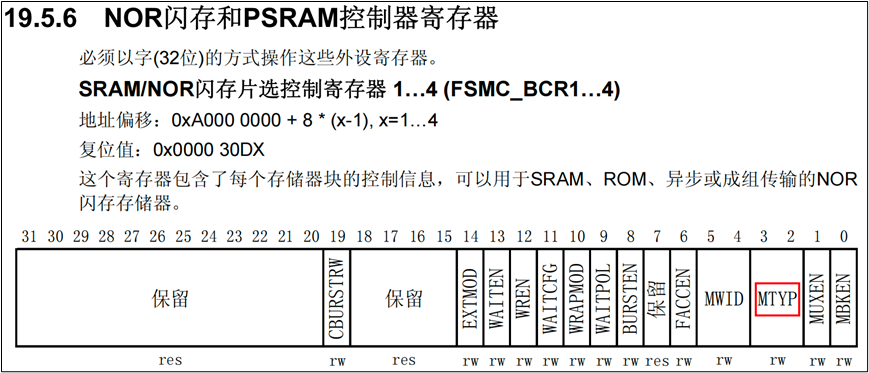 19.5.6 NOR闪存和PSRAM控制器寄存器
必须以字(32位)的方式操作这些外设寄存器。
SRAM/NOR闪存片选控制寄存器 1…4 (FSMC_BCR1…4)
地址偏移：0xA000 0000 + 8 * (x-1), x=1…4
复位值：0x0000 30DX
这个寄存器包含了每个存储器块的控制信息，可以用于SRAM、ROM、异步或成组传输的NOR
闪存存储器。
31 30 29 28 27 26 25 24 23 22 21 20 19 18 17 16 15 14 13 12 11 10 9 8 7 6 5 4 3 2 1 0
保留 CBURSTRW 保留 EXTMOD WAITEN WREN WAITCFG WRAPMOD WAITPOL BURSTEN 保留 FACCEN MWID MTYP MUXEN MBKEN
res rw res rw rw rw rw rw rw rw res rw rw rw rw rw